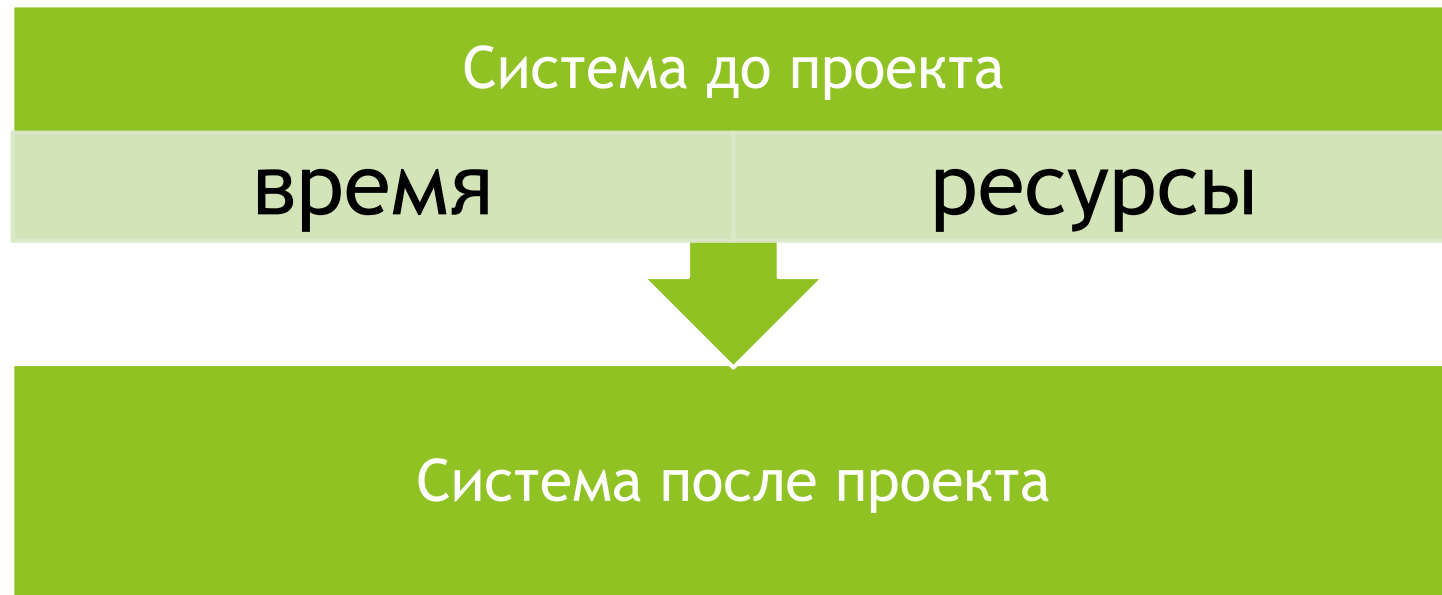 Система до проекта
время
ресурсы
Система после проекта